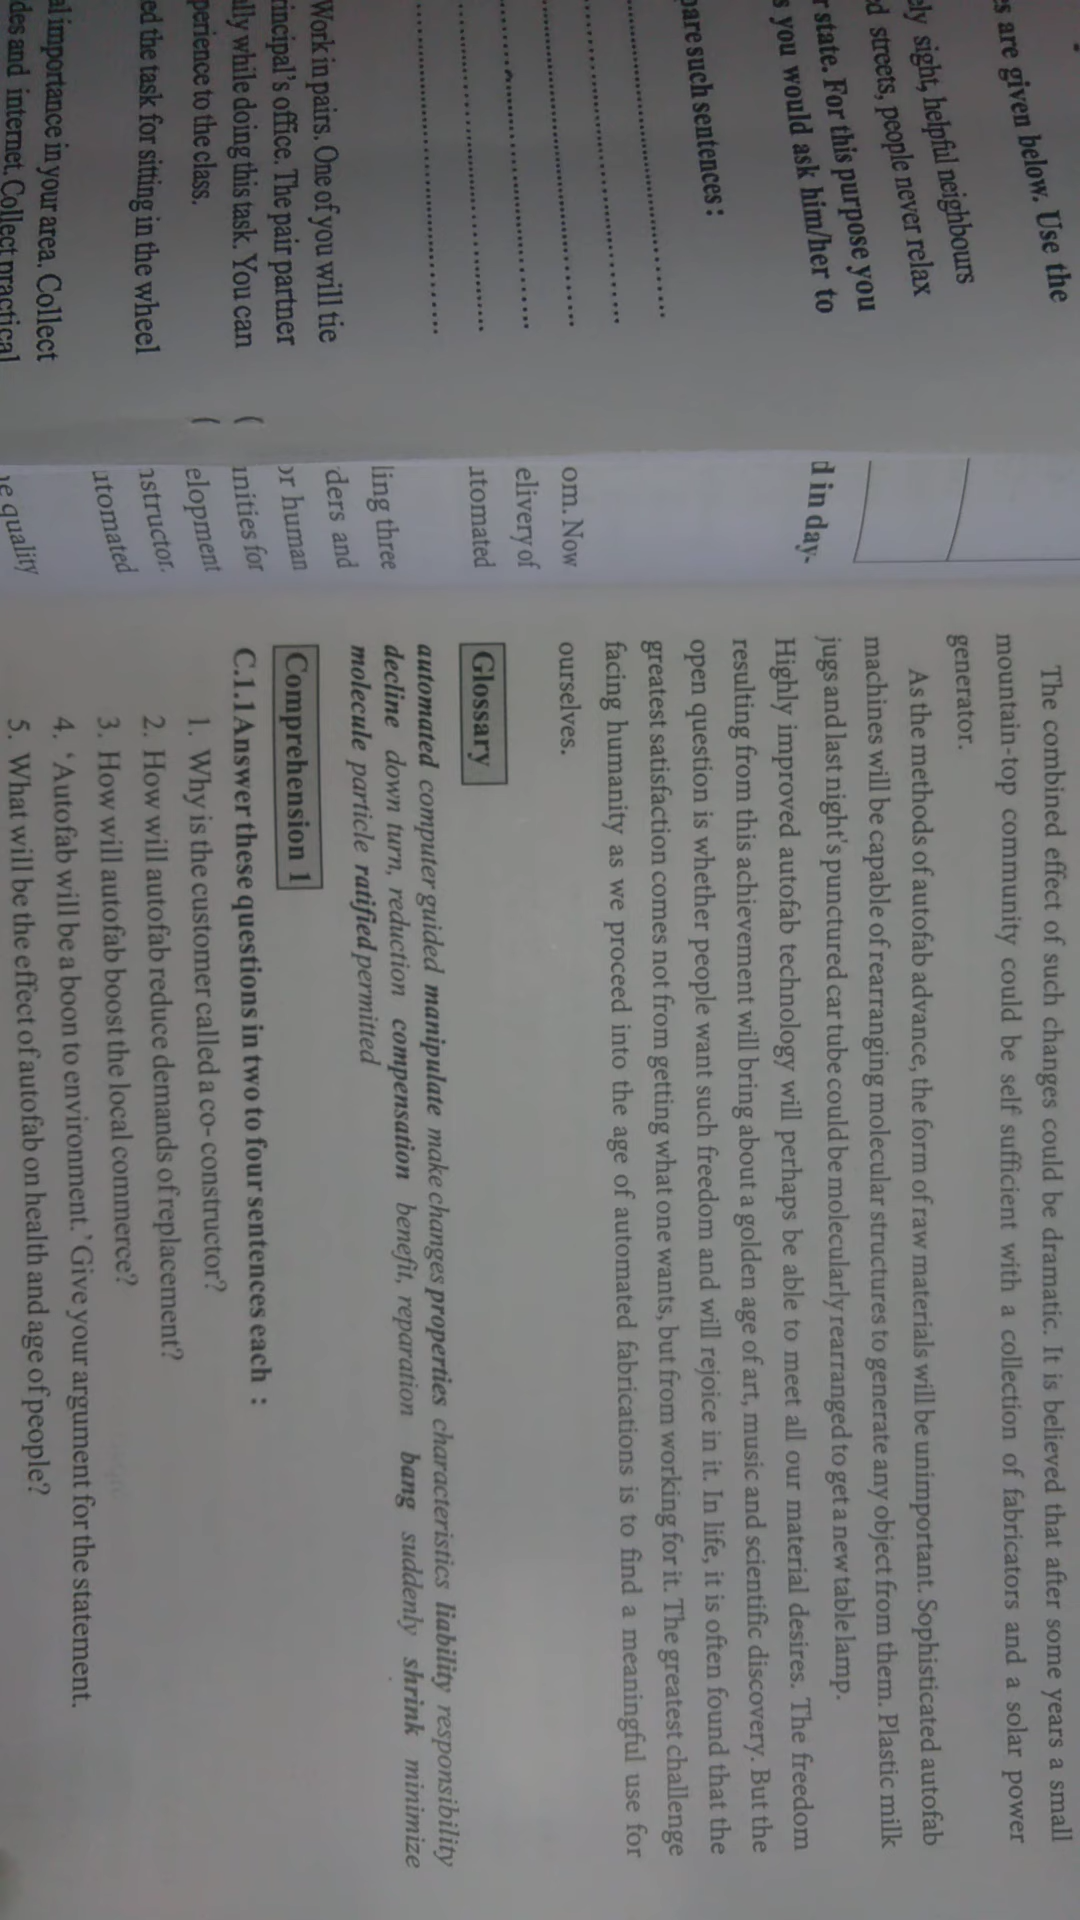 s are given below. Use the
ely sight, helpful neighbours
d streets, people never relax
r state. For this purpose you
s you would ask him/her to
pare such sentences :
Work in pairs. One of you will tie
rincipal's office. The pair partner
ally while doing this task. You can
perience to the class.
ed the task for sitting in the wheel
al importance in your area. Collect
des and internet. Collect practical
d in day.
om. Now
elivery of
utomated
ling three
ders and
or human
unities for
elopment
nstructor.
utomated
e quality
The combined effect of such changes could be dramatic. It is believed that after some years a small
mountain-top community could be self sufficient with a collection of fabricators and a solar power
generator.
As the methods of autofab advance, the form of raw materials will be unimportant. Sophisticated autofab
machines will be capable of rearranging molecular structures to generate any object from them. Plastic milk
jugs and last night's punctured car tube could be molecularly rearranged to get a new table lamp.
Highly improved autofab technology will perhaps be able to meet all our material desires. The freedom
resulting from this achievement will bring about a golden age of art, music and scientific discovery. But the
open question is whether people want such freedom and will rejoice in it. In life, it is often found that the
greatest satisfaction comes not from getting what one wants, but from working for it. The greatest challenge
facing humanity as we proceed into the age of automated fabrications is to find a meaningful use for
ourselves.
Glossary
automated computer guided manipulate make changes properties characteristics liability responsibility
decline down turn, reduction compensation benefit, reparation bang suddenly shrink minimize
molecule particle ratified permitted
Comprehension 1
C.1.1 Answer these questions in two to four sentences each :
1. Why is the customer called a co-constructor?
2. How will autofab reduce demands of replacement?
3. How will autofab boost the local commerce?
4. 'Autofab will be a boon to environment.' Give your argument for the statement.
5. What will be the effect of autofab on health and age of people?